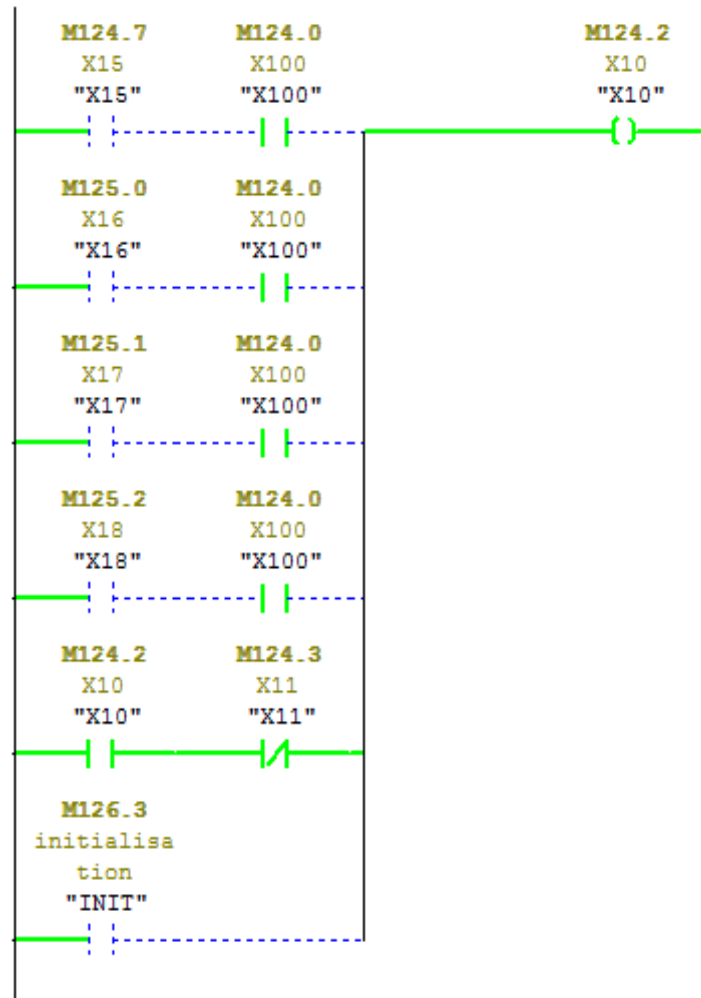 M124.7 M124.0 M124.2
X15 X100 X10
"X15" "X100" "X10"
M125.0 M124.0
X16 X100
"X16" "X100"
M125.1 M124.0
X17 X100
"X17" "X100"
M125.2 M124.0
X18 X100
"X18" "X100"
M124.2 M124.3
X10 X11
"X10" "X11"
M126.3
initialisa
tion
"INIT"